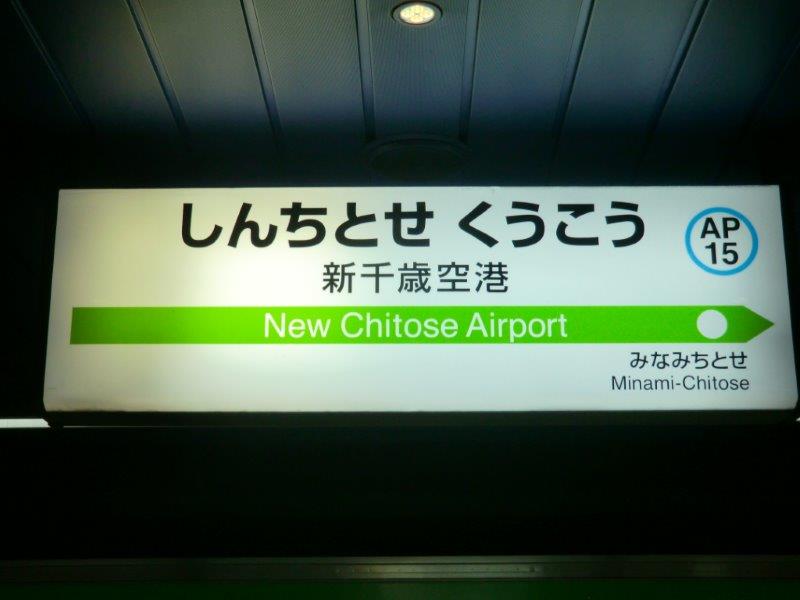 しんちとせ くうこう
AP
15
新千歳空港
New Chitose Airport
みなみちとせ
Minami-Chitose